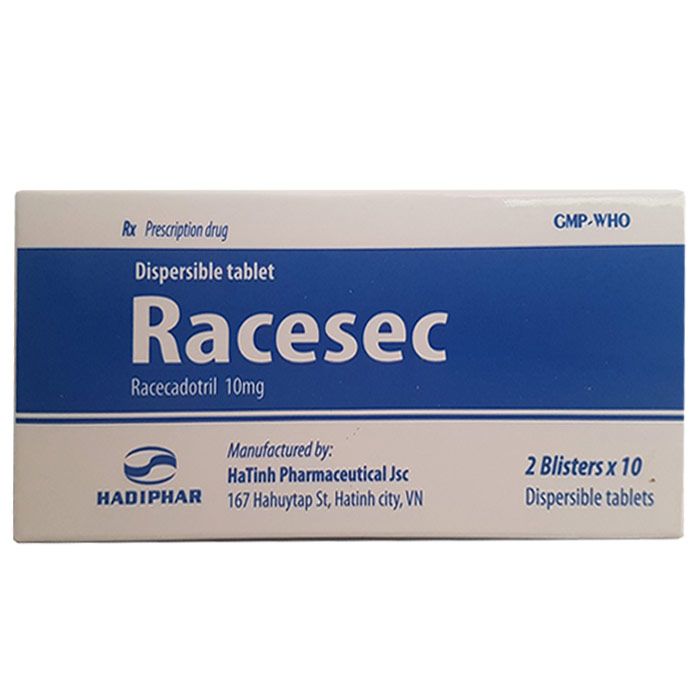 Rx Prescription drug
GMP-WHO
Dispersible tablet
Racesec
Racecadotril 10mg
HADIPHAR
Manufactured by:
HaTinh Pharmaceutical Jsc
167 Hahuytap St, Hatinh city, VN
2 Blisters x 10
Dispersible tablets